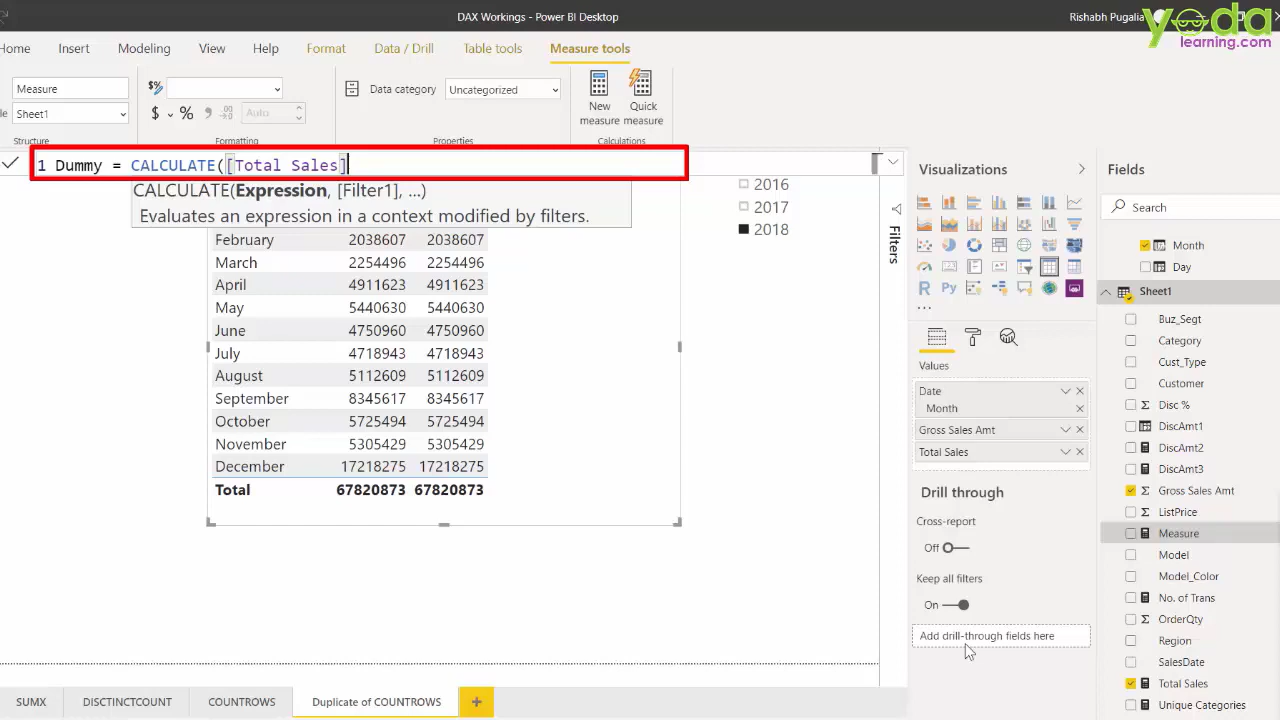 DAX Workings - Power BI Desktop
Rishabh Pugalia
yoda
learning.com
Home Insert Modeling View Help Format Data / Drill Table tools Measure tools
Measure
$ % Auto
Data category Uncategorized
New measure
Quick measure
Sheet1
Structure Formatting Properties Calculations
1 Dummy = CALCULATE([Total Sales]
CALCULATE(Expression, [Filter1], ...)
Evaluates an expression in a context modified by filters.
February 2038607 2038607
March 2254496 2254496
April 4911623 4911623
May 5440630 5440630
June 4750960 4750960
July 4718943 4718943
August 5112609 5112609
September 8345617 8345617
October 5725494 5725494
November 5305429 5305429
December 17218275 17218275
Total 67820873 67820873
2016
2017
2018
Filters
Visualizations
R Py
...
Values
Date
Month
Gross Sales Amt
Total Sales
Drill through
Cross-report
Off
Keep all filters
On
Add drill-through fields here
Fields
Search
Month
Day
Sheet1
Buz_Segt
Category
Cust_Type
Customer
Disc %
DiscAmt1
DiscAmt2
DiscAmt3
Gross Sales Amt
ListPrice
Measure
Model
Model_Color
No. of Trans
OrderQty
Region
SalesDate
Total Sales
Unique Categories
SUMX DISCTINCTCOUNT COUNTROWS Duplicate of COUNTROWS +